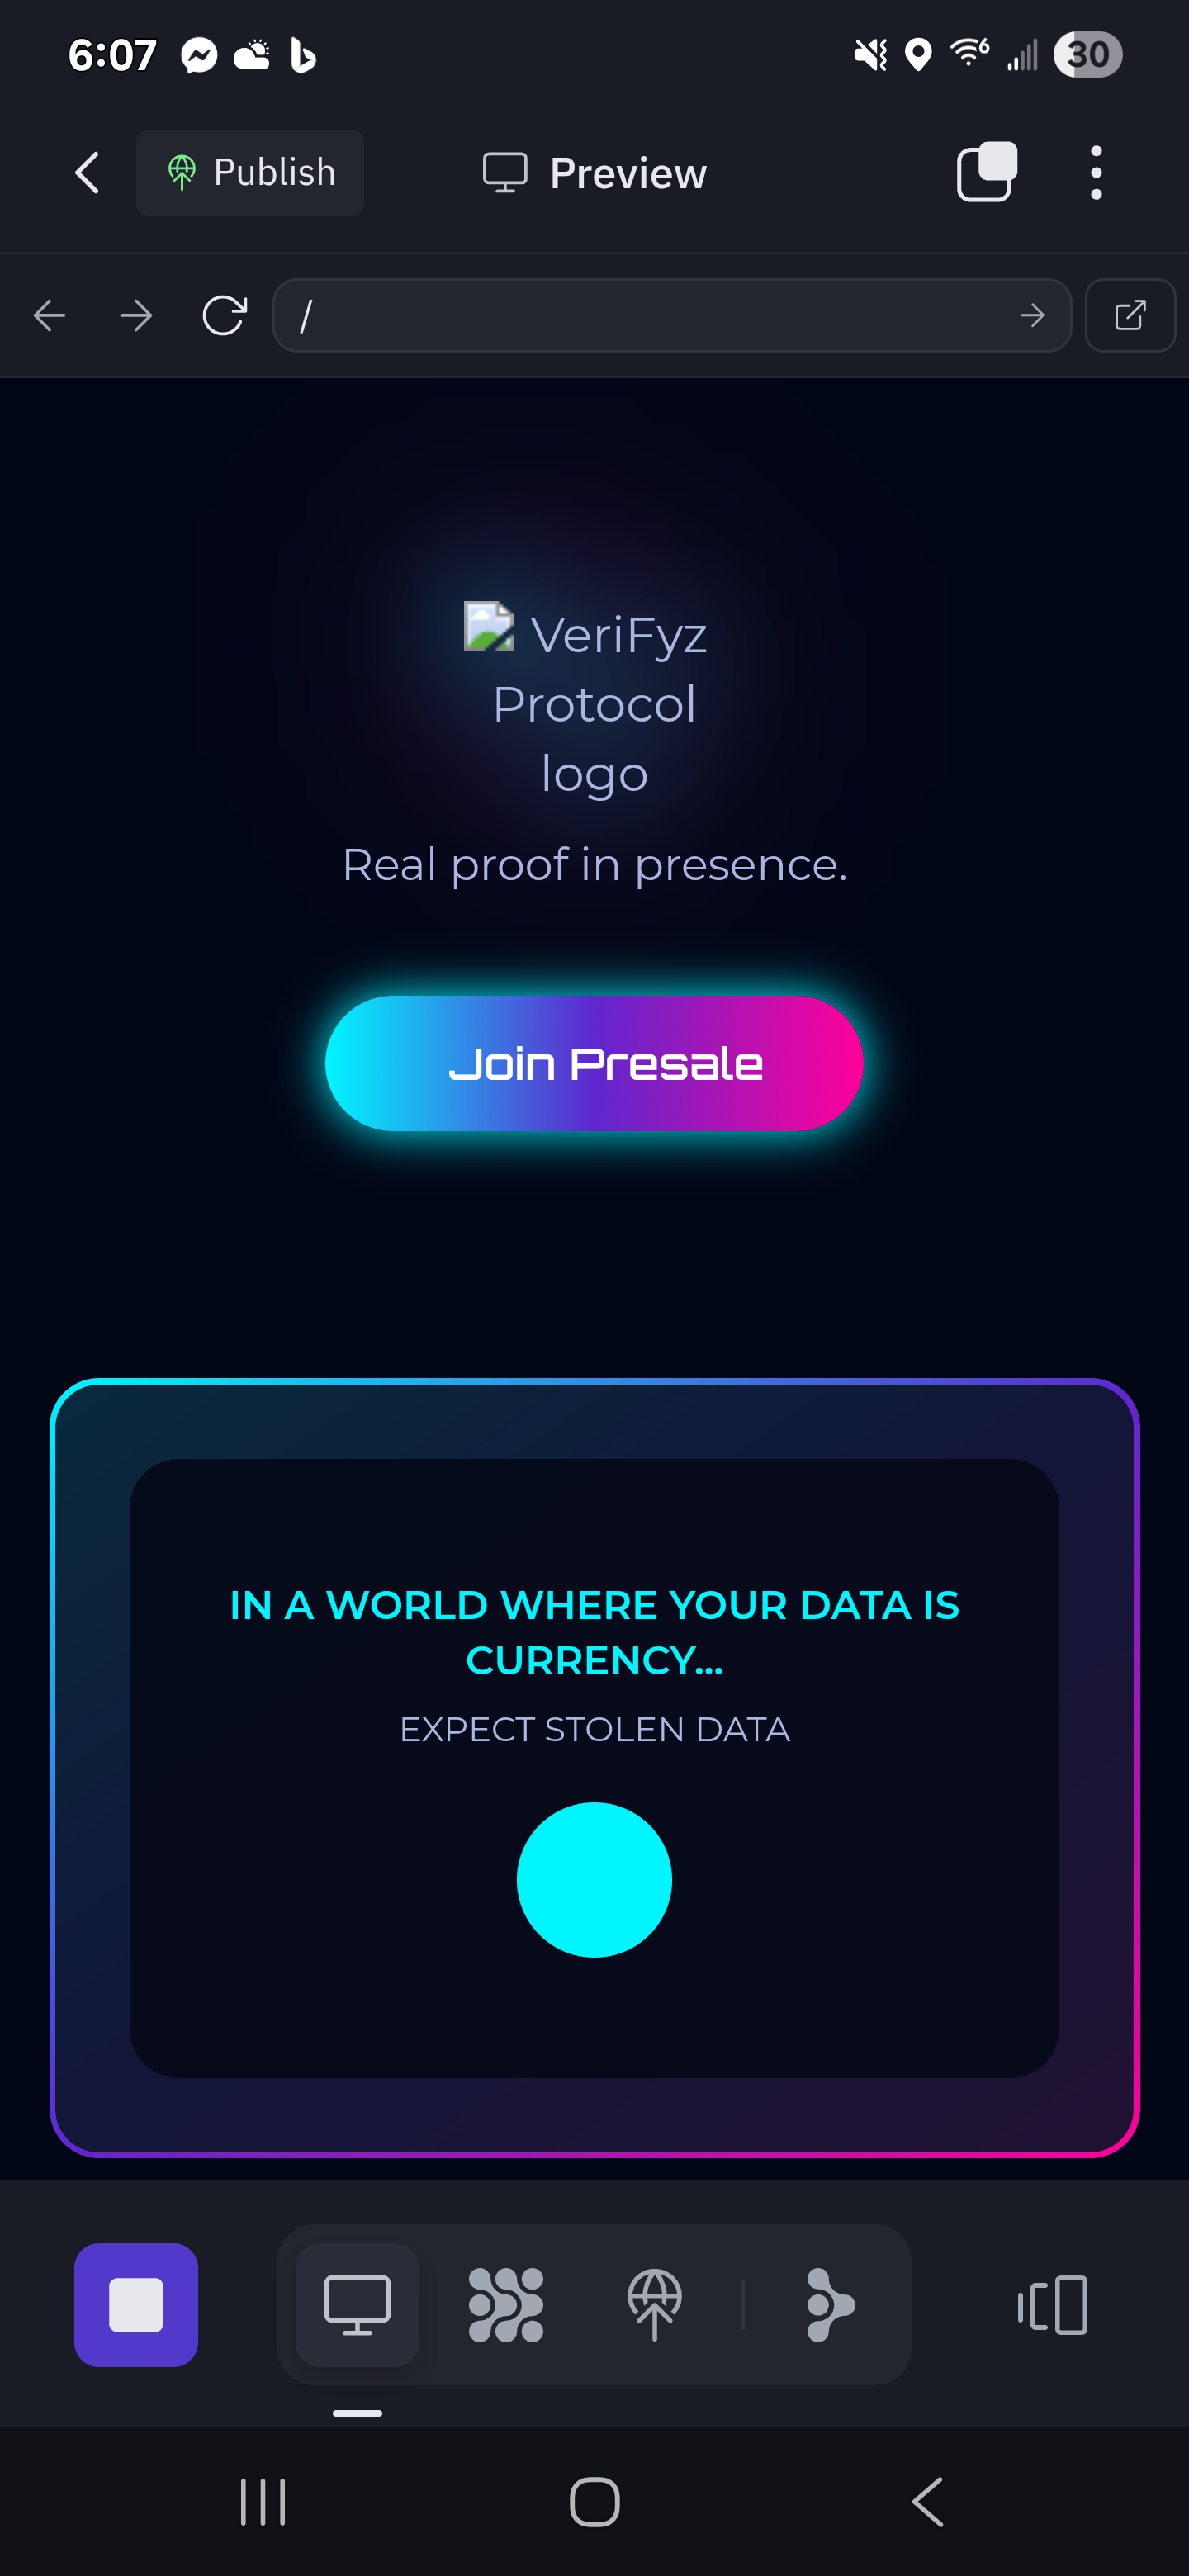 6:07
6
30
Publish
Preview
/
VeriFyz
Protocol
logo
Real proof in presence.
Join Presale
IN A WORLD WHERE YOUR DATA IS
CURRENCY...
EXPECT STOLEN DATA